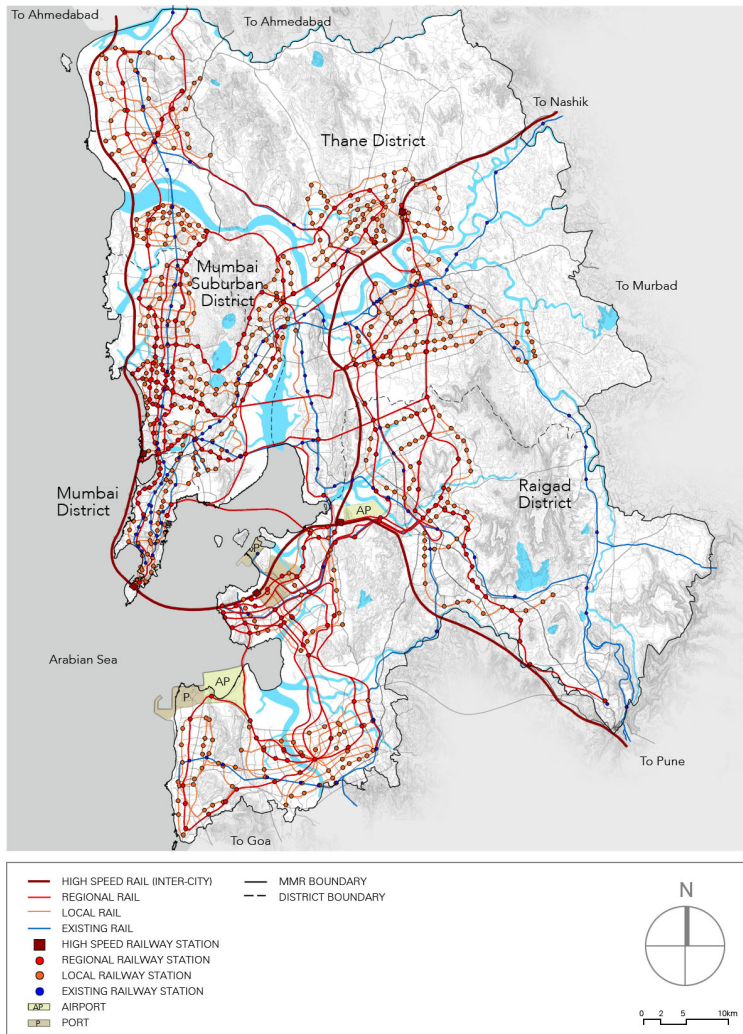 To Ahmedabad
To Ahmedabad
To Nashik
Thane District
Mumbai
Suburban
District
To Murbad
Mumbai
District
Raigad
District
AP
P
Arabian Sea
AP
P
To Pune
To Goa
HIGH SPEED RAIL (INTER-CITY)
REGIONAL RAIL
LOCAL RAIL
EXISTING RAIL
HIGH SPEED RAILWAY STATION
REGIONAL RAILWAY STATION
LOCAL RAILWAY STATION
EXISTING RAILWAY STATION
AP AIRPORT
P PORT
MMR BOUNDARY
DISTRICT BOUNDARY
N
0 2 5 10km